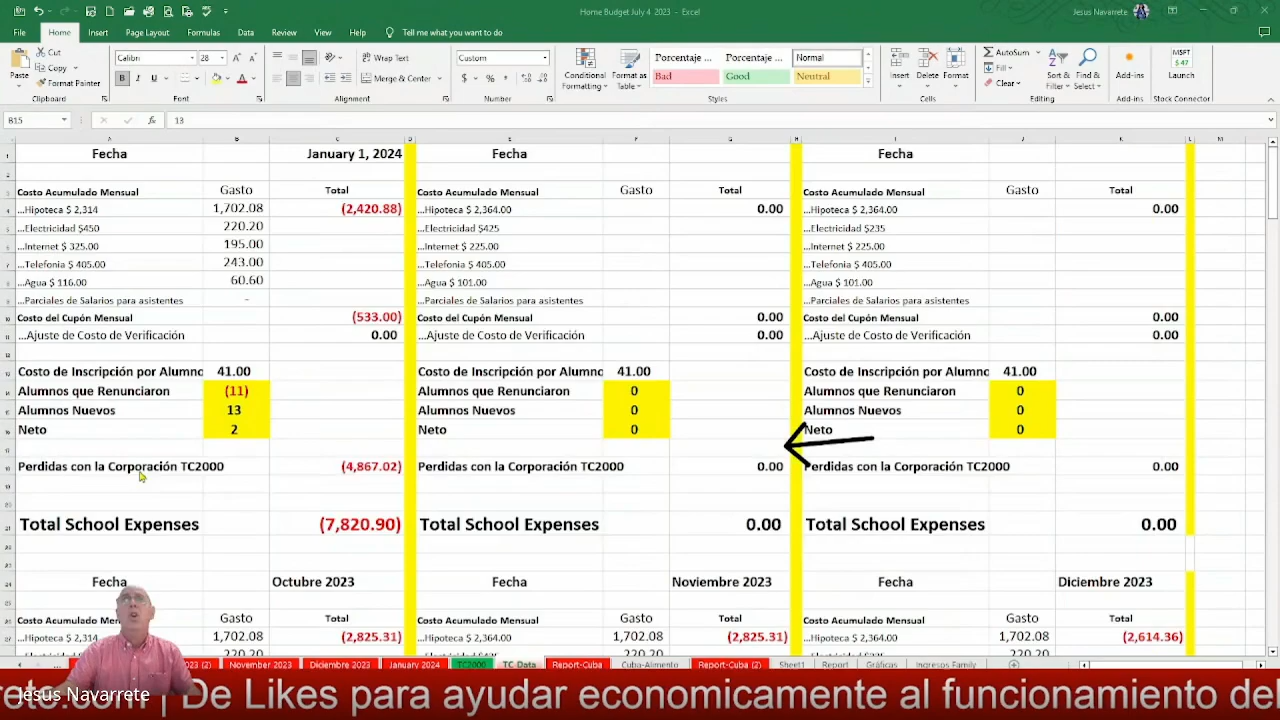 Home Budget July 4 2023 - Excel
Jesus Navarrete
File Home Insert Page Layout Formulas Data Review View Help Tell me what you want to do
Paste Cut Copy Format Painter
Calibri 28 B I U A
Wrap Text Merge & Center
Custom $ % 9
Conditional Formatting Format as Table
Porcentaje ... Porcentaje ... Normal
Bad Good Neutral
Insert Delete Format
AutoSum Fill Clear
Sort & Filter Find & Select
Add-ins
MSFT $ 47 Launch
Clipboard Font Alignment Number Styles Cells Editing Add-ins Stock Connector
B15 fx 13
Fecha January 1, 2024 Fecha Fecha
Costo Acumulado Mensual Gasto Total Costo Acumulado Mensual Gasto Total Costo Acumulado Mensual Gasto Total
...Hipoteca $ 2,314 1,702.08 (2,420.88) ...Hipoteca $ 2,364.00 0.00 ...Hipoteca $ 2,364.00 0.00
...Electricidad $450 220.20 ...Electricidad $425 ...Electricidad $235
...Internet $ 325.00 195.00 ...Internet $ 225.00 ...Internet $ 225.00
...Telefonia $ 405.00 243.00 ...Telefonia $ 405.00 ...Telefonia $ 405.00
...Agua $ 116.00 60.60 ...Agua $ 101.00 ...Agua $ 101.00
...Parciales de Salarios para asistentes - ...Parciales de Salarios para asistentes ...Parciales de Salarios para asistentes
Costo del Cupón Mensual (533.00) Costo del Cupón Mensual 0.00 Costo del Cupón Mensual 0.00
...Ajuste de Costo de Verificación 0.00 ...Ajuste de Costo de Verificación 0.00 ...Ajuste de Costo de Verificación 0.00
Costo de Inscripción por Alumno 41.00 Costo de Inscripción por Alumno 41.00 Costo de Inscripción por Alumno 41.00
Alumnos que Renunciaron (11) Alumnos que Renunciaron 0 Alumnos que Renunciaron 0
Alumnos Nuevos 13 Alumnos Nuevos 0 Alumnos Nuevos 0
Neto 2 Neto 0 Neto 0
Perdidas con la Corporación TC2000 (4,867.02) Perdidas con la Corporación TC2000 0.00 Perdidas con la Corporación TC2000 0.00
Total School Expenses (7,820.90) Total School Expenses 0.00 Total School Expenses 0.00
Fecha Octubre 2023 Fecha Noviembre 2023 Fecha Diciembre 2023
Costo Acumulado Men Gasto Total Costo Acumulado Mensual Gasto Total Costo Acumulado Mensual Gasto Total
...Hipoteca $ 2,314 1,702.08 (2,825.31) ...Hipoteca $ 2,364.00 1,702.08 (2,825.31) ...Hipoteca $ 2,364.00 1,702.08 (2,614.36)
2023 (2) November 2023 Diciembre 2023 January 2024 TC2000 TC Data Report-Cuba Cuba-Alimento Report-Cuba (2) Sheet1 Report Gráficas Ingresos Family
Jesus Navarrete
| De Likes para ayudar economicamente al funcionamiento del